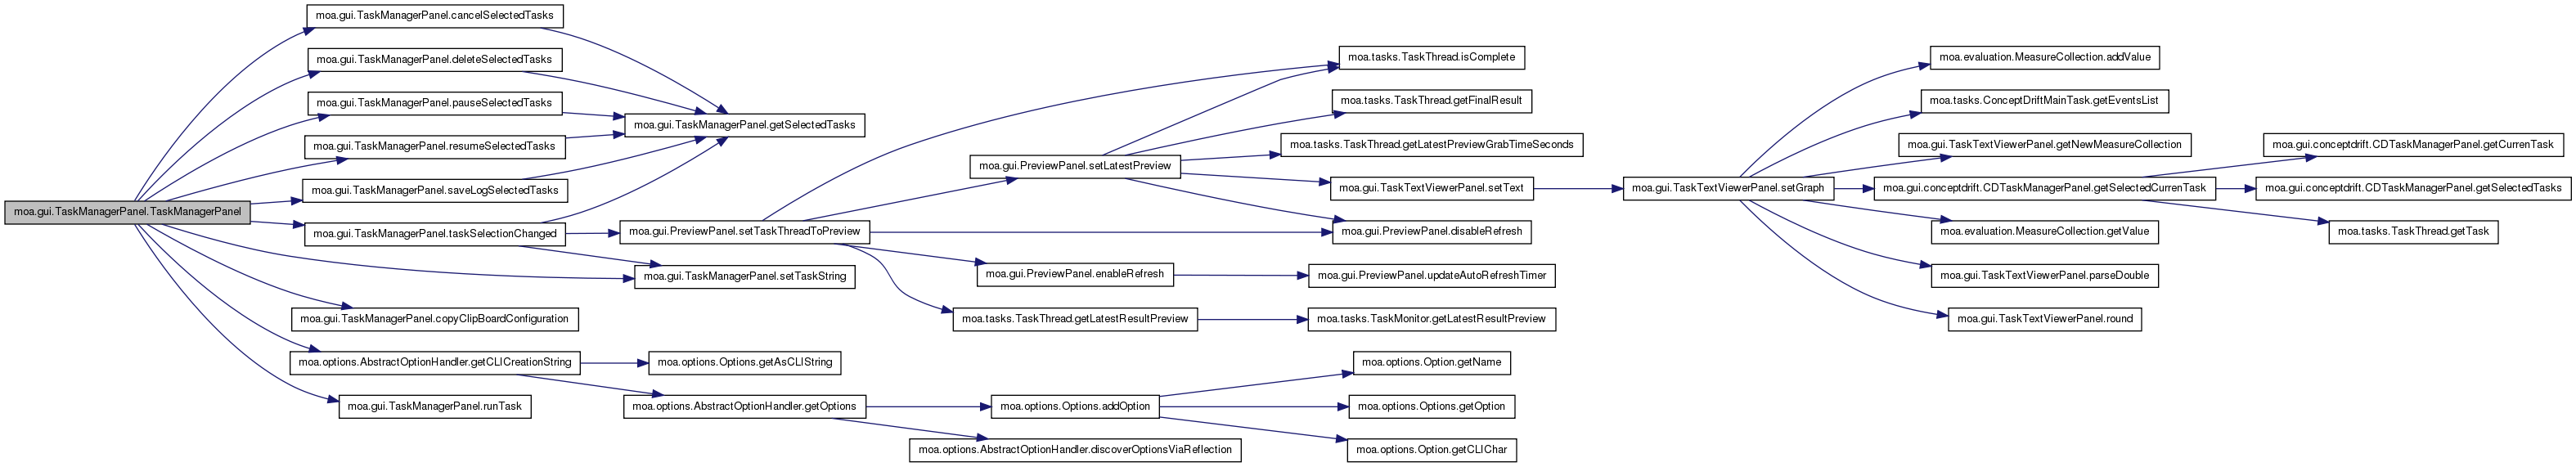 moa.gui.TaskManagerPanel.TaskManagerPanel
moa.gui.TaskManagerPanel.cancelSelectedTasks
moa.gui.TaskManagerPanel.deleteSelectedTasks
moa.gui.TaskManagerPanel.pauseSelectedTasks
moa.gui.TaskManagerPanel.resumeSelectedTasks
moa.gui.TaskManagerPanel.saveLogSelectedTasks
moa.gui.TaskManagerPanel.taskSelectionChanged
moa.gui.TaskManagerPanel.copyClipBoardConfiguration
moa.options.AbstractOptionHandler.getCLICreationString
moa.gui.TaskManagerPanel.runTask
moa.gui.TaskManagerPanel.getSelectedTasks
moa.gui.PreviewPanel.setTaskThreadToPreview
moa.gui.TaskManagerPanel.setTaskString
moa.options.Options.getAsCLIString
moa.options.AbstractOptionHandler.getOptions
moa.gui.PreviewPanel.setLatestPreview
moa.gui.PreviewPanel.enableRefresh
moa.tasks.TaskThread.getLatestResultPreview
moa.options.Options.addOption
moa.options.AbstractOptionHandler.discoverOptionsViaReflection
moa.tasks.TaskThread.isComplete
moa.tasks.TaskThread.getFinalResult
moa.tasks.TaskThread.getLatestPreviewGrabTimeSeconds
moa.gui.TaskTextViewerPanel.setText
moa.gui.PreviewPanel.disableRefresh
moa.gui.PreviewPanel.updateAutoRefreshTimer
moa.tasks.TaskMonitor.getLatestResultPreview
moa.options.Option.getName
moa.options.Options.getOption
moa.options.Option.getCLIChar
moa.gui.TaskTextViewerPanel.setGraph
moa.evaluation.MeasureCollection.addValue
moa.tasks.ConceptDriftMainTask.getEventsList
moa.gui.TaskTextViewerPanel.getNewMeasureCollection
moa.gui.conceptdrift.CDTaskManagerPanel.getSelectedCurrenTask
moa.evaluation.MeasureCollection.getValue
moa.gui.TaskTextViewerPanel.parseDouble
moa.gui.TaskTextViewerPanel.round
moa.gui.conceptdrift.CDTaskManagerPanel.getCurrenTask
moa.gui.conceptdrift.CDTaskManagerPanel.getSelectedTasks
moa.tasks.TaskThread.getTask